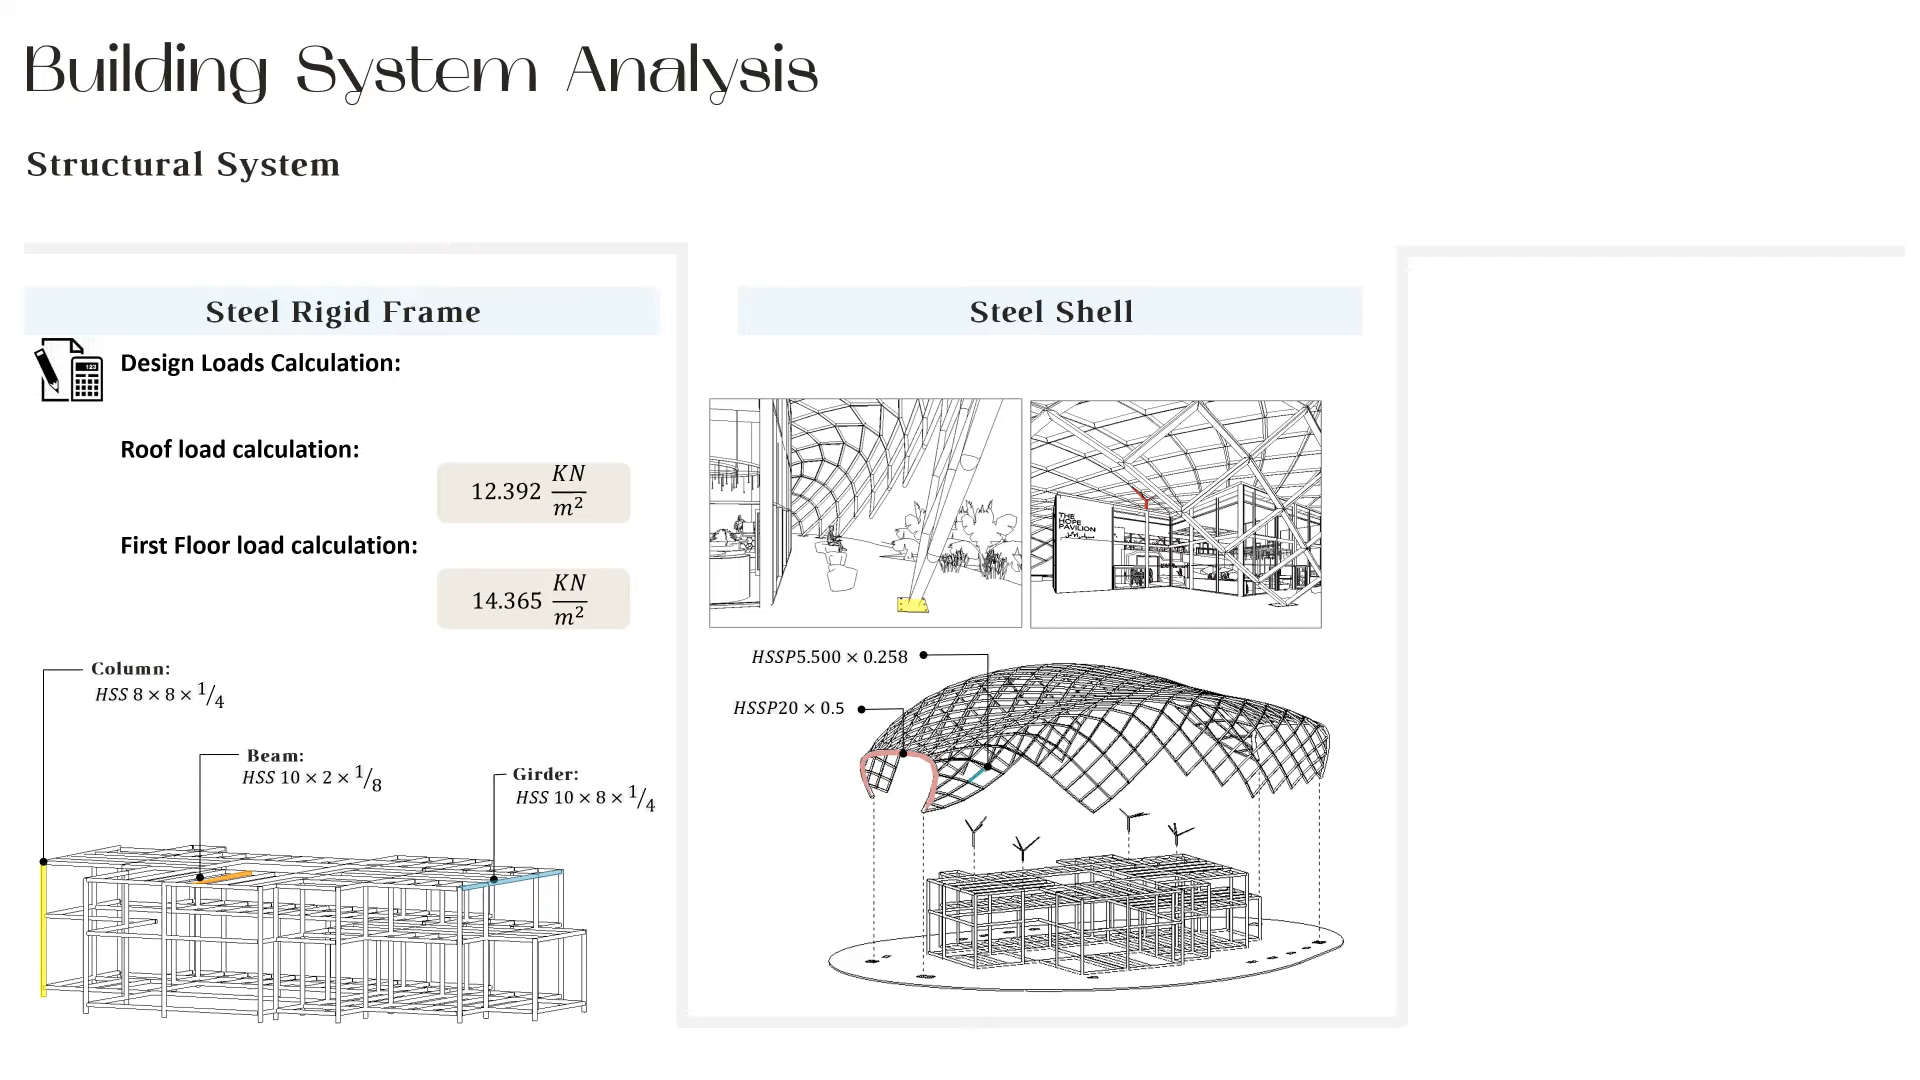 Building System Analysis
Structural System
Steel Rigid Frame
123
Design Loads Calculation:
Roof load calculation:
12.392 KN/m²
First Floor load calculation:
14.365 KN/m²
Column:
HSS 8 × 8 × 1/4
Beam:
HSS 10 × 2 × 1/8
Girder:
HSS 10 × 8 × 1/4
Steel Shell
THE
HOPE
PAVILION
HSSP5.500 × 0.258
HSSP20 × 0.5